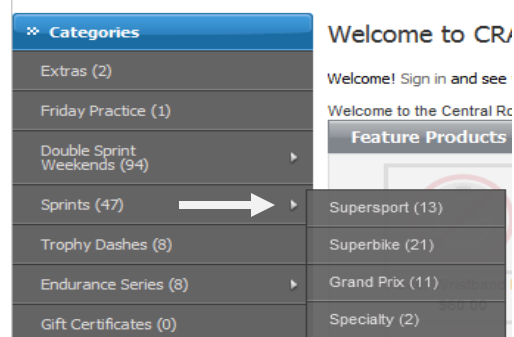 » Categories
Welcome to CRA
Extras (2)
Welcome! Sign in and see
Friday Practice (1)
Welcome to the Central Ro
Feature Products
Double Sprint
Weekends (94)
Sprints (47)
Supersport (13)
Trophy Dashes (8)
Superbike (21)
Endurance Series (8)
Grand Prix (11)
$60.00
Gift Certificates (0)
Specialty (2)